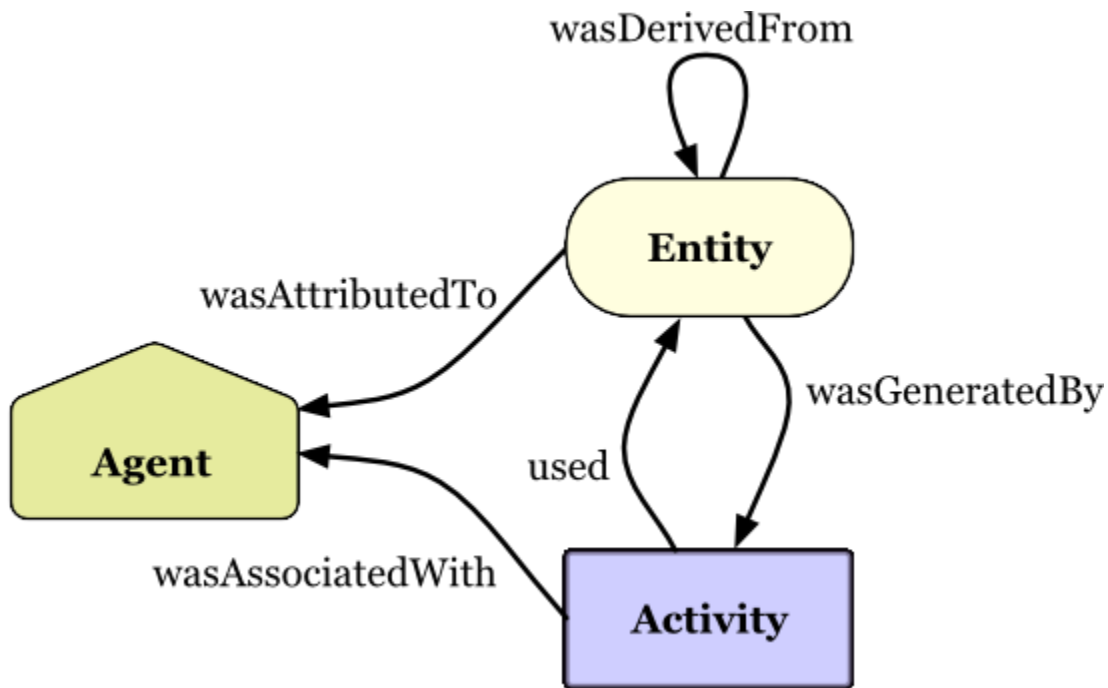 wasDerivedFrom
Entity
wasAttributedTo
wasGeneratedBy
Agent
used
wasAssociatedWith
Activity